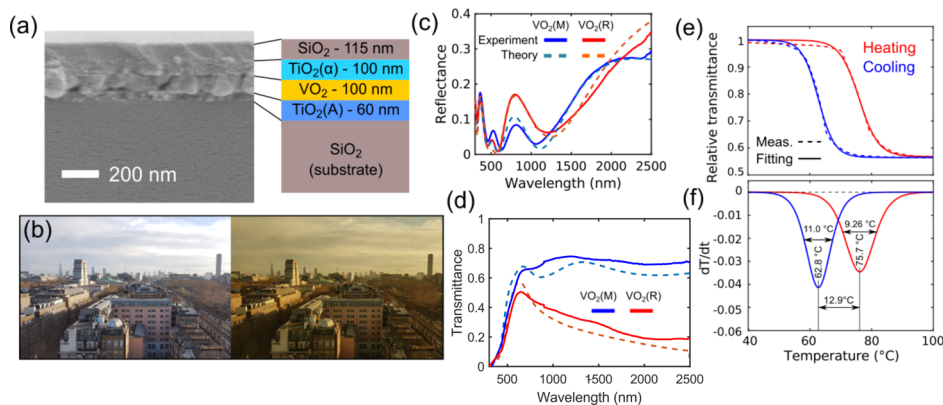 (a)
200 nm
SiO₂ - 115 nm
TiO₂(α) - 100 nm
VO₂ - 100 nm
TiO₂(A) - 60 nm
SiO₂
(substrate)
(b)
(c)
Reflectance
0.4
0.3
0.2
0.1
0
VO₂(M) VO₂(R)
Experiment
Theory
500 1000 1500 2000 2500
Wavelength (nm)
(d)
Transmittance
1
0.8
0.6
0.4
0.2
0
VO₂(M) VO₂(R)
500 1000 1500 2000 2500
Wavelength (nm)
(e)
Relative transmittance
1
0.9
0.8
0.7
0.6
0.5
Heating
Cooling
Meas.
Fitting
(f)
dT/dt
0
-0.01
-0.02
-0.03
-0.04
-0.05
-0.06
11.0 °C
9.26 °C
62.8 °C
75.7 °C
12.9°C
40 60 80 100
Temperature (°C)